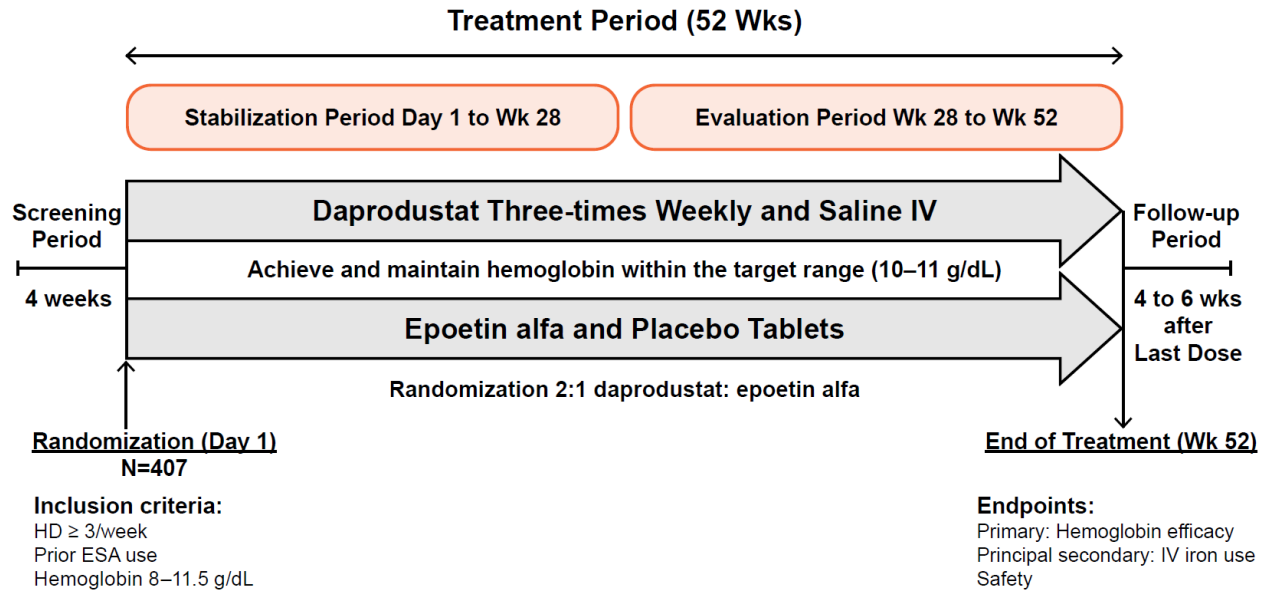 Treatment Period (52 Wks)
Stabilization Period Day 1 to Wk 28
Evaluation Period Wk 28 to Wk 52
Screening
Period
4 weeks
Daprodustat Three-times Weekly and Saline IV
Achieve and maintain hemoglobin within the target range (10–11 g/dL)
Epoetin alfa and Placebo Tablets
Randomization 2:1 daprodustat: epoetin alfa
Follow-up
Period
4 to 6 wks
after
Last Dose
Randomization (Day 1)
N=407
Inclusion criteria:
HD ≥ 3/week
Prior ESA use
Hemoglobin 8–11.5 g/dL
End of Treatment (Wk 52)
Endpoints:
Primary: Hemoglobin efficacy
Principal secondary: IV iron use
Safety